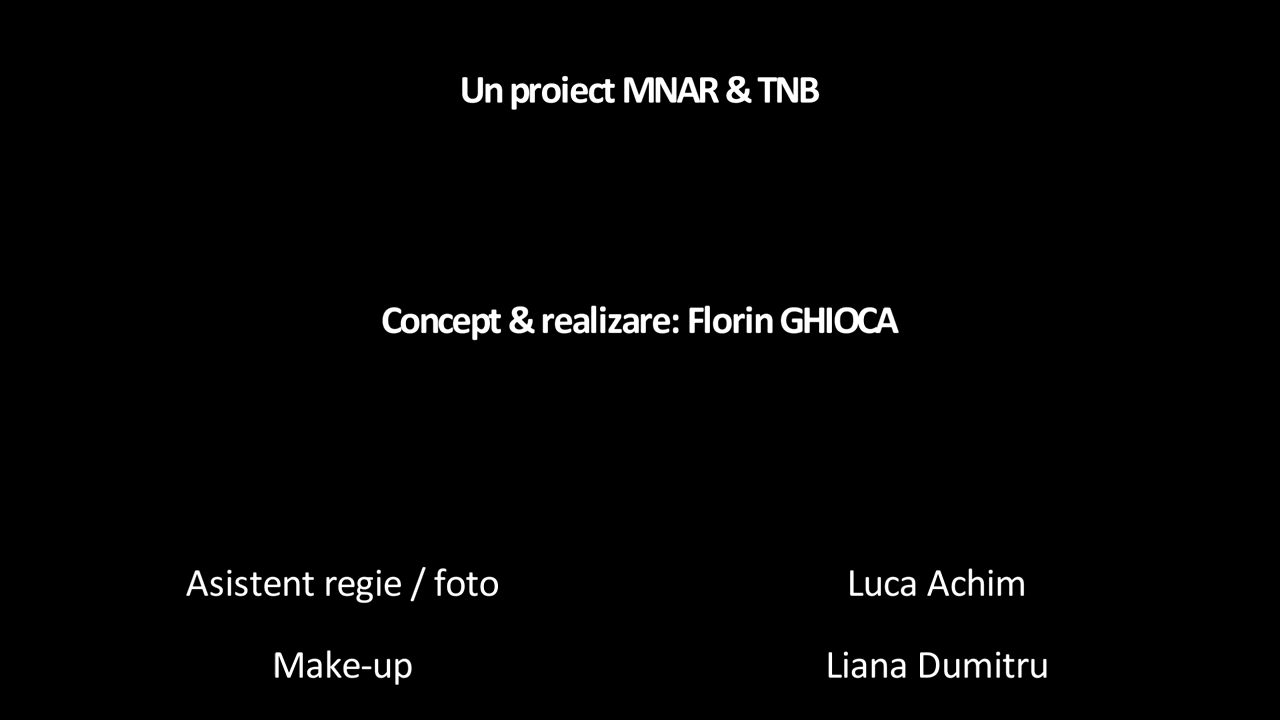 Un proiect MNAR & TNB
Concept & realizare: Florin GHIOCA
Asistent regie / foto Luca Achim
Make-up Liana Dumitru